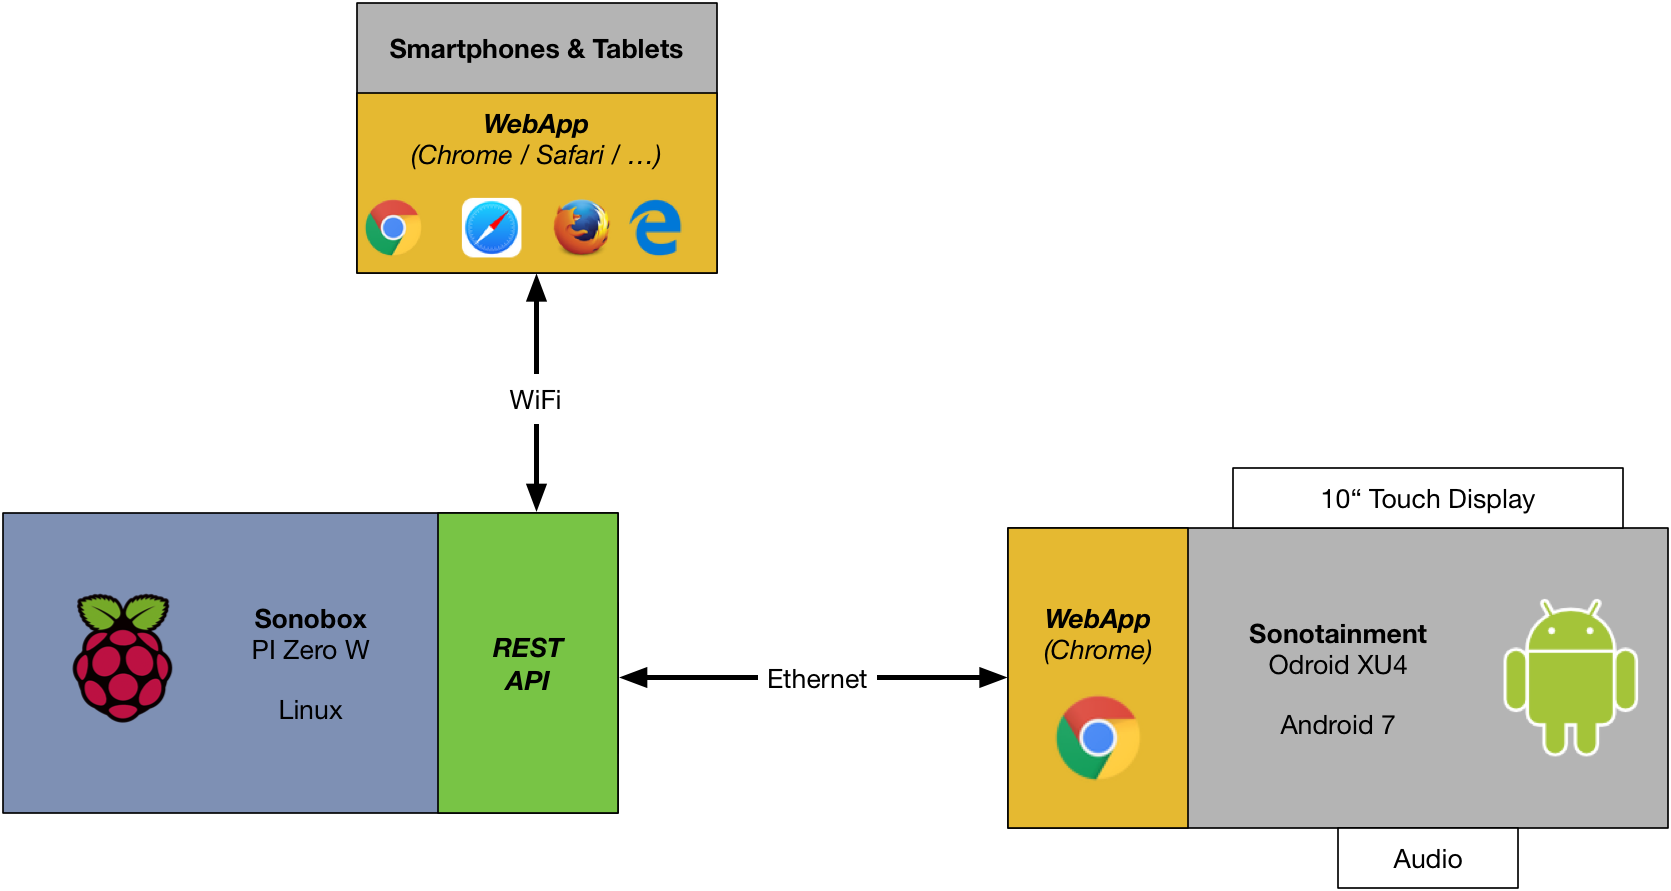 Smartphones & Tablets
WebApp
(Chrome / Safari / …)
WiFi
10“ Touch Display
Sonobox
PI Zero W
Linux
REST
API
Ethernet
WebApp
(Chrome)
Sonotainment
Odroid XU4
Android 7
Audio